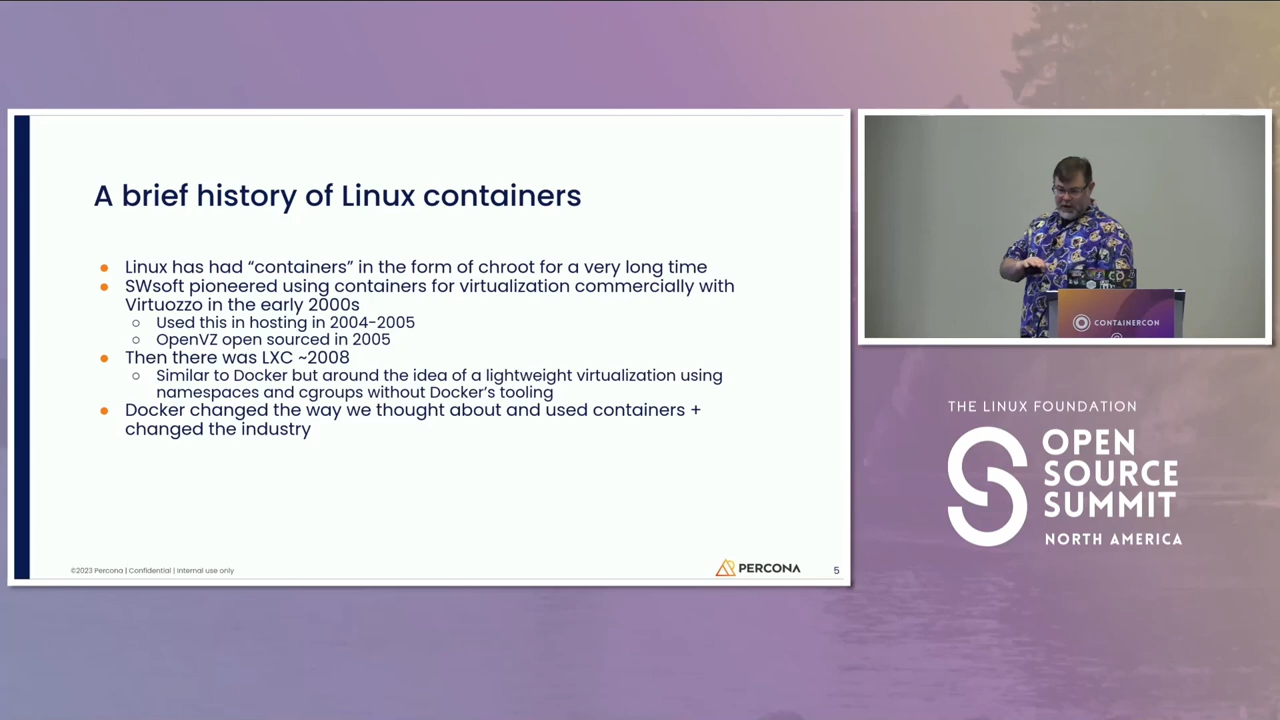 A brief history of Linux containers
● Linux has had “containers” in the form of chroot for a very long time
● SWsoft pioneered using containers for virtualization commercially with
Virtuozzo in the early 2000s
○ Used this in hosting in 2004-2005
○ OpenVZ open sourced in 2005
● Then there was LXC ~2008
○ Similar to Docker but around the idea of a lightweight virtualization using
namespaces and cgroups without Docker’s tooling
● Docker changed the way we thought about and used containers +
changed the industry
©2023 Percona | Confidential | Internal use only
PERCONA
5
CONTAINERCON
THE LINUX FOUNDATION
OPEN
SOURCE
SUMMIT
NORTH AMERICA